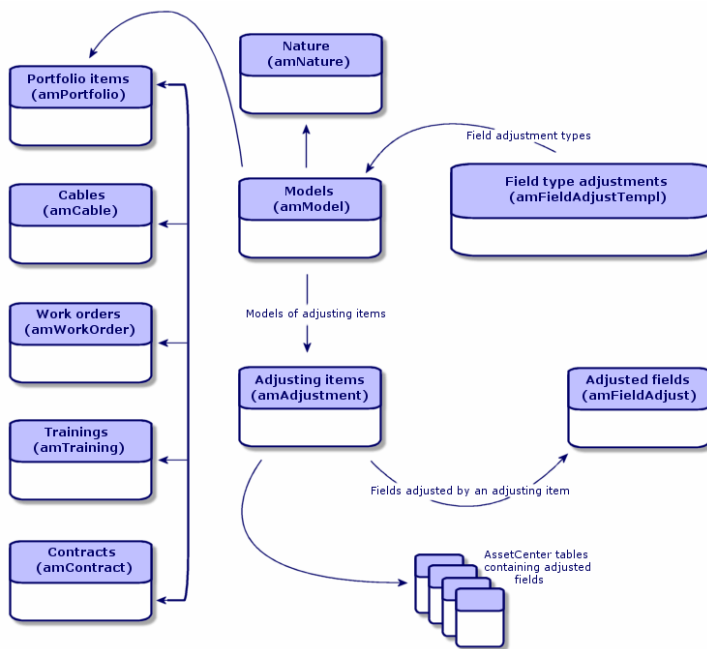 Nature
(amNature)
Portfolio items
(amPortfolio)
Field adjustment types
Cables
(amCable)
Models
(amModel)
Field type adjustments
(amFieldAdjustTempl)
Work orders
(amWorkOrder)
Models of adjusting items
Adjusting items
(amAdjustment)
Adjusted fields
(amFieldAdjust)
Trainings
(amTraining)
Fields adjusted by an adjusting item
Contracts
(amContract)
AssetCenter tables
containing adjusted
fields